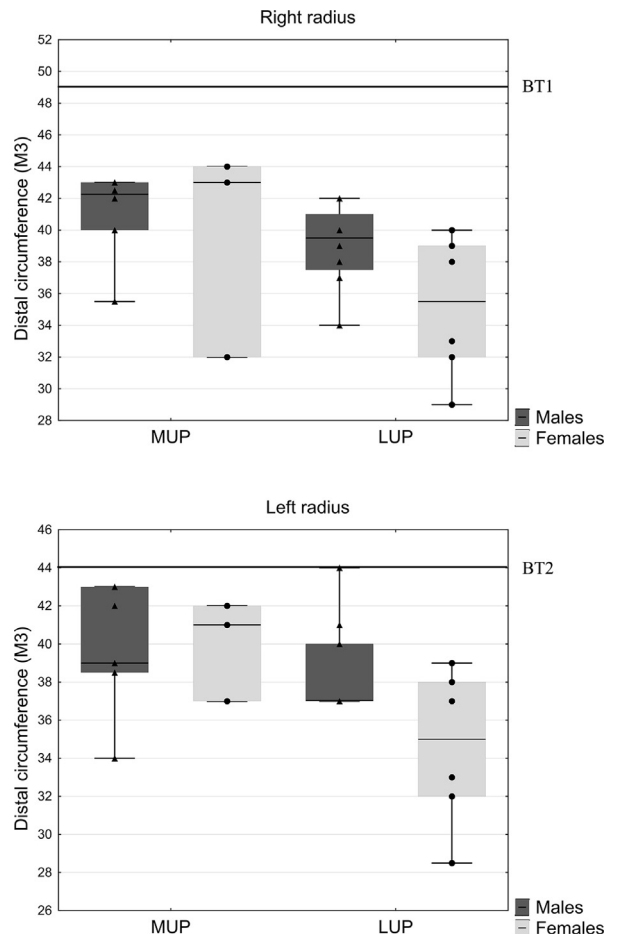 Right radius
52
50
48
46
44
42
40
38
36
34
32
30
28
Distal circumference (M3)
BT1
MUP
LUP
Males
Females
Left radius
46
44
42
40
38
36
34
32
30
28
26
Distal circumference (M3)
BT2
MUP
LUP
Males
Females